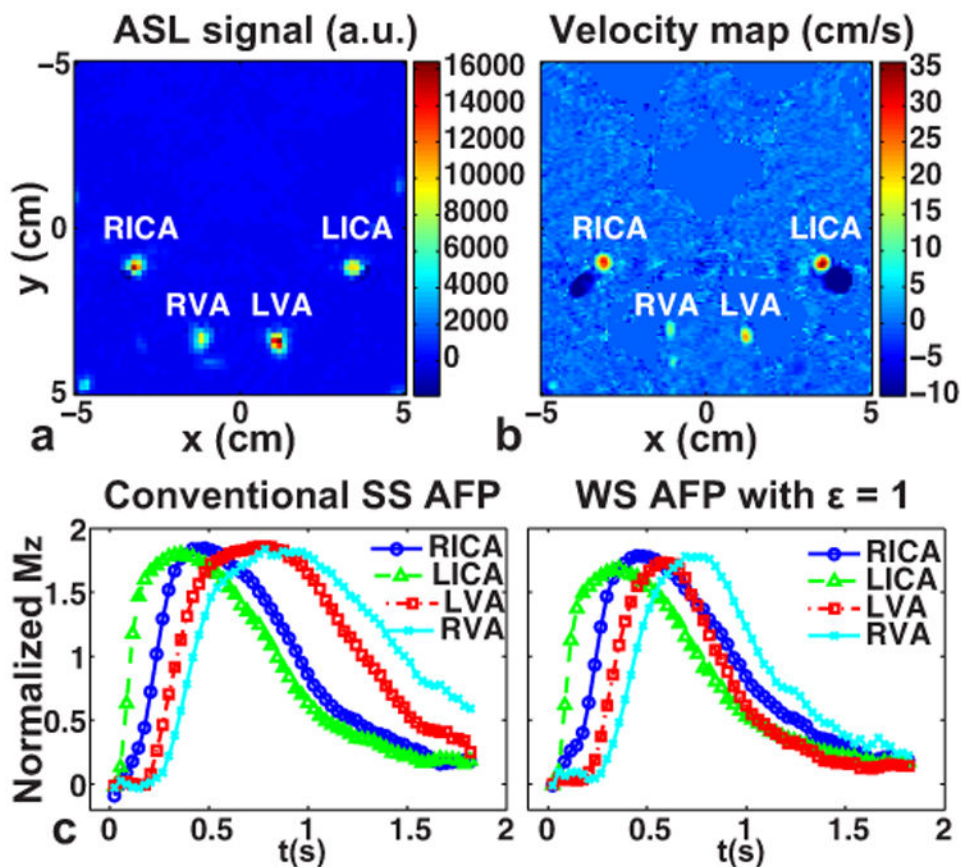 ASL signal (a.u.)
Velocity map (cm/s)
−5
0
5
y (cm)
RICA
LICA
RVA
LVA
−5
0
5
x (cm)
16000
14000
12000
10000
8000
6000
4000
2000
0
a
RICA
LICA
RVA
LVA
−5
0
5
x (cm)
35
30
25
20
15
10
5
0
−5
−10
b
Conventional SS AFP
WS AFP with ε = 1
Normalized Mz
2
1.5
1
0.5
0
RICA
LICA
LVA
RVA
0
0.5
1
1.5
2
t(s)
c
RICA
LICA
LVA
RVA
0
0.5
1
1.5
2
t(s)